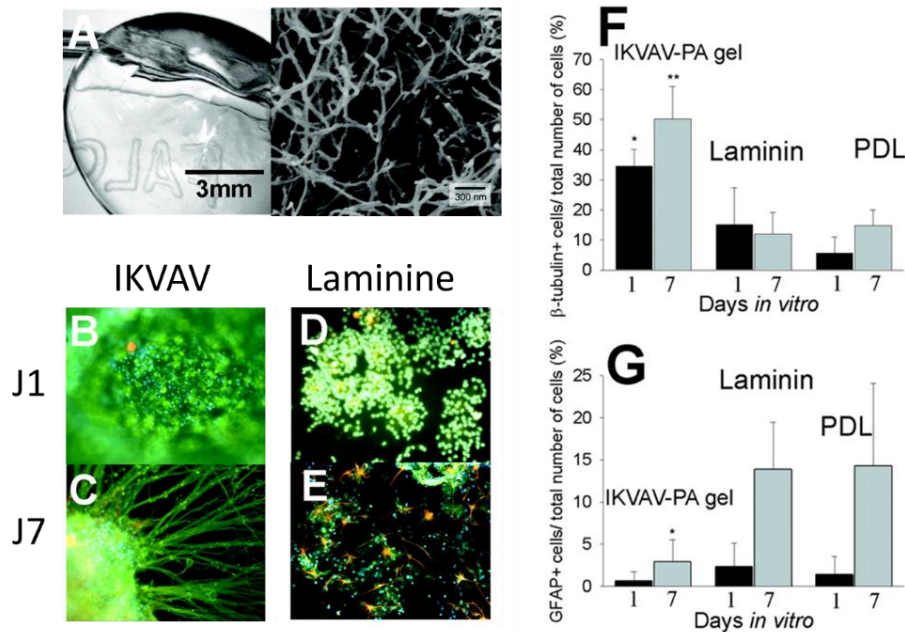 A
3mm
300 nm
IKVAV
Laminine
J1
B
D
J7
C
E
F
β-tubulin+ cells/ total number of cells (%)
70
60
50
40
30
20
10
0
IKVAV-PA gel
*
**
Laminin
PDL
1 7 1 7 1 7
Days in vitro
G
GFAP+ cells/ total number of cells (%)
25
20
15
10
5
0
Laminin
PDL
IKVAV-PA gel
*
1 7 1 7 1 7
Days in vitro